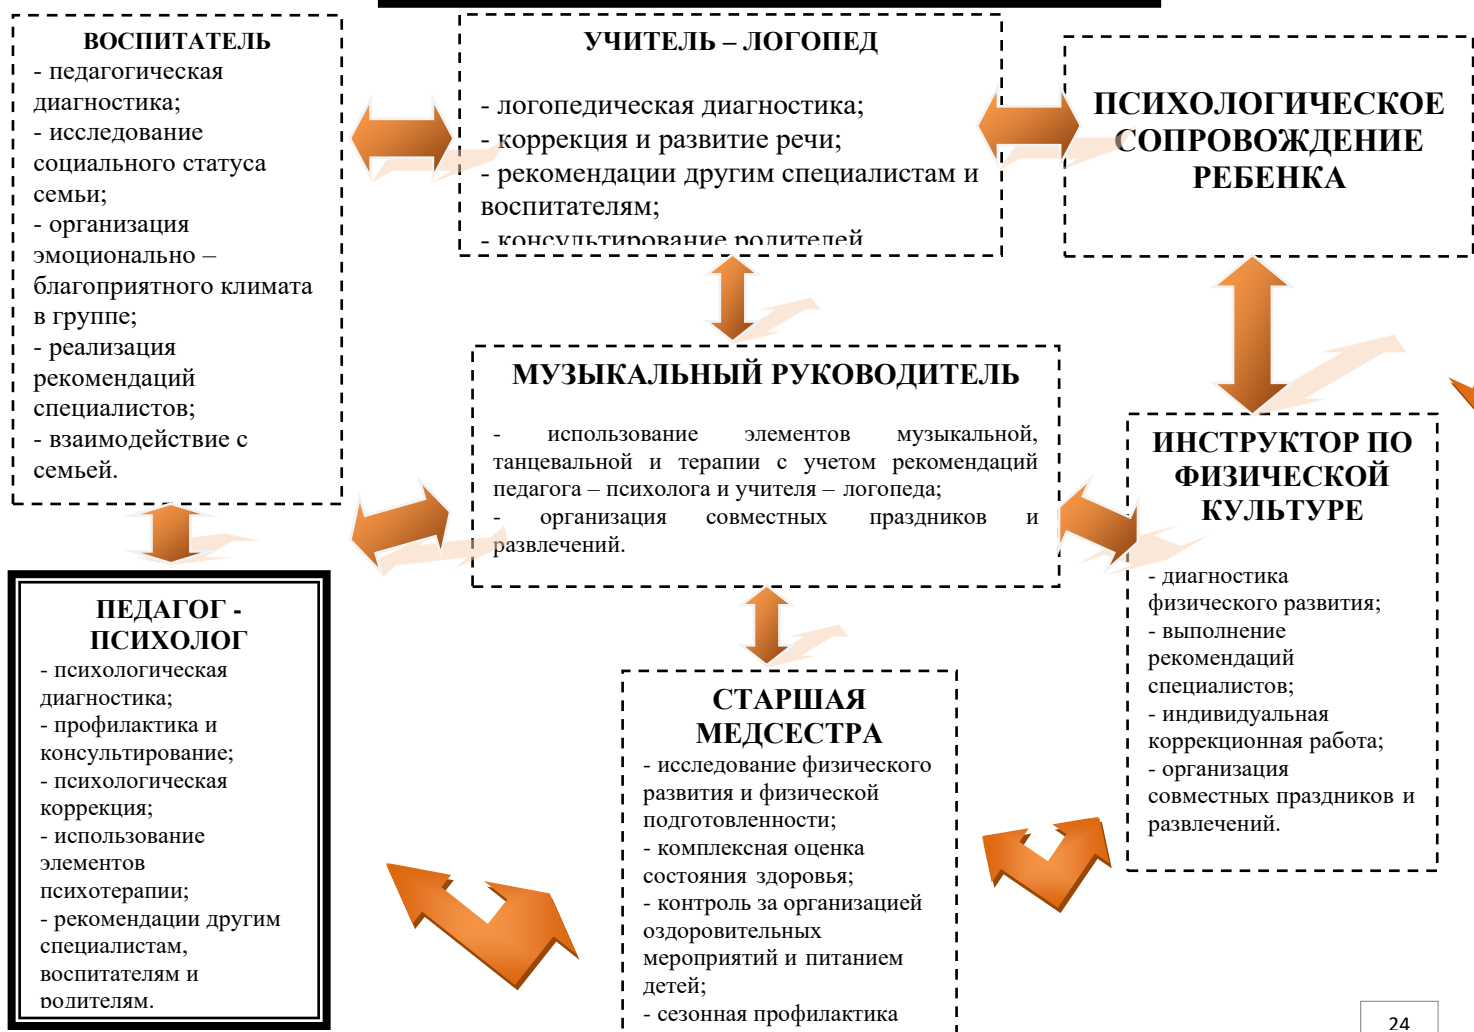 ВОСПИТАТЕЛЬ
- педагогическая
диагностика;
- исследование
социального статуса
семьи;
- организация
эмоционально –
благоприятного климата
в группе;
- реализация
рекомендаций
специалистов;
- взаимодействие с
семьей.
УЧИТЕЛЬ – ЛОГОПЕД
- логопедическая диагностика;
- коррекция и развитие речи;
- рекомендации другим специалистам и
воспитателям;
- консультирование родителей
ПСИХОЛОГИЧЕСКОЕ
СОПРОВОЖДЕНИЕ
РЕБЕНКА
МУЗЫКАЛЬНЫЙ РУКОВОДИТЕЛЬ
- использование элементов музыкальной,
танцевальной и терапии с учетом рекомендаций
педагога – психолога и учителя – логопеда;
- организация совместных праздников и
развлечений.
ИНСТРУКТОР ПО
ФИЗИЧЕСКОЙ
КУЛЬТУРЕ
- диагностика
физического развития;
- выполнение
рекомендаций
специалистов;
- индивидуальная
коррекционная работа;
- организация
совместных праздников и
развлечений.
ПЕДАГОГ -
ПСИХОЛОГ
- психологическая
диагностика;
- профилактика и
консультирование;
- психологическая
коррекция;
- использование
элементов
психотерапии;
- рекомендации другим
специалистам,
воспитателям и
родителям.
СТАРШАЯ
МЕДСЕСТРА
- исследование физического
развития и физической
подготовленности;
- комплексная оценка
состояния здоровья;
- контроль за организацией
оздоровительных
мероприятий и питанием
детей;
- сезонная профилактика
24